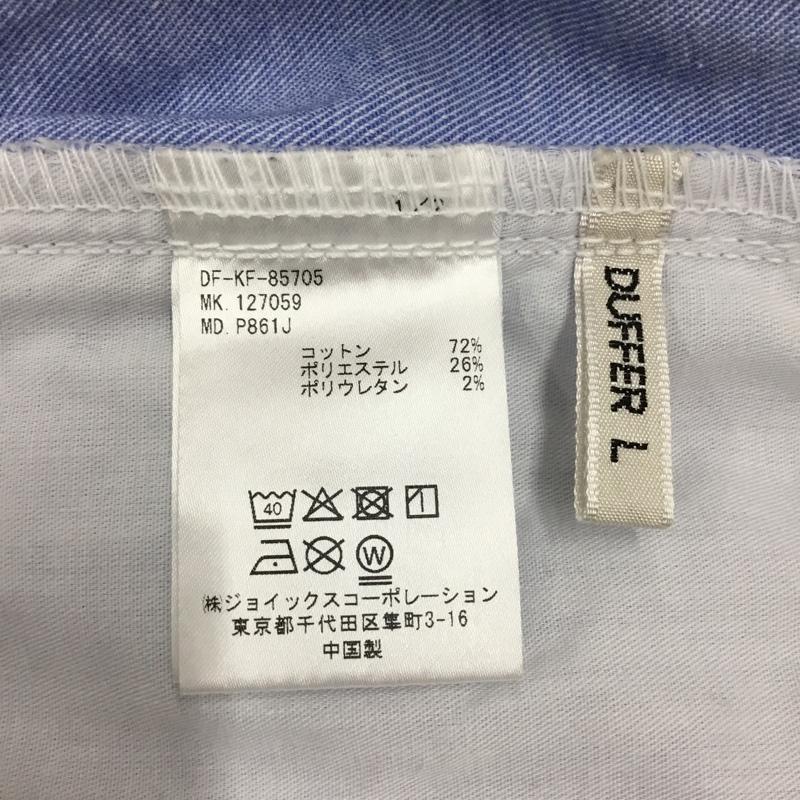 DF-KF-85705
MK. 127059
MD. P861J
コットン 72%
ポリエステル 26%
ポリウレタン 2%
40
W
㈱ジョイックスコーポレーション
東京都千代田区隼町3-16
中国製
DUFFER L